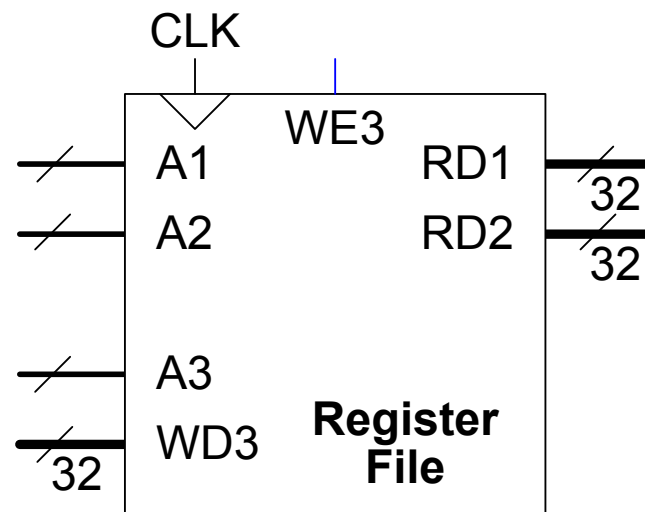 CLK
WE3
A1
RD1
32
A2
RD2
32
A3
WD3
32
Register
File